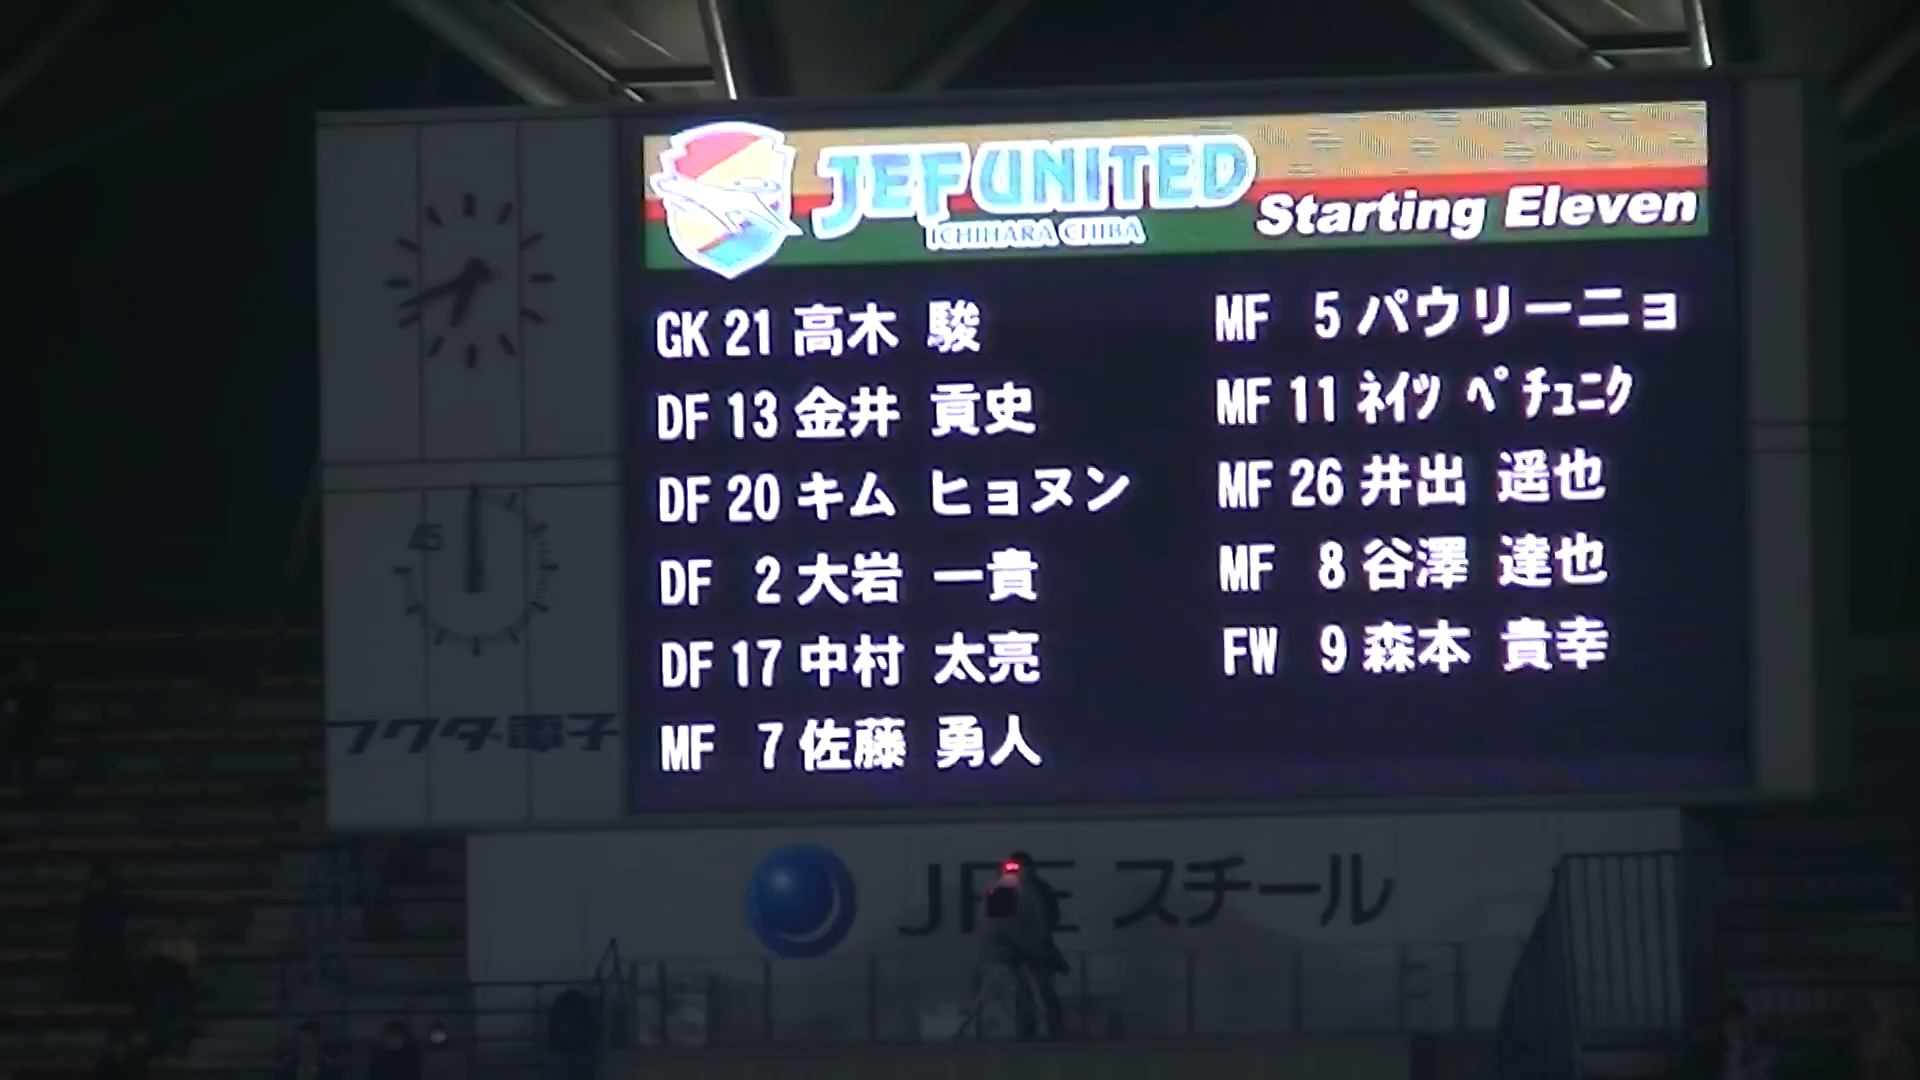 JEF UNITED
ICHIHARA CHIBA
Starting Eleven
GK 21 高木 駿
DF 13 金井 貢史
DF 20 キム ヒョヌン
DF 2 大岩 一貴
DF 17 中村 太亮
MF 7 佐藤 勇人
MF 5 パウリーニョ
MF 11 ﾈｲﾂ ﾍﾟﾁｭﾆｸ
MF 26 井出 遥也
MF 8 谷澤 達也
FW 9 森本 貴幸
45
フクダ電子
JFE スチール